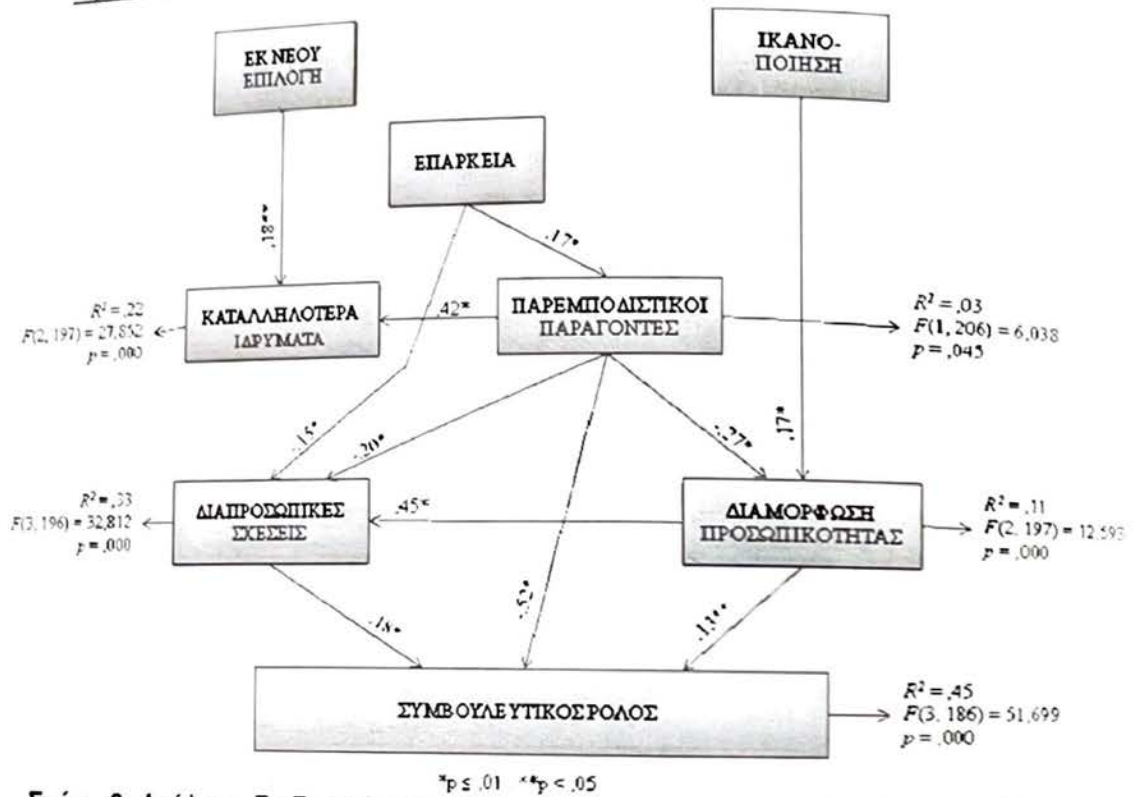 ΕΚ ΝΕΟΥ
ΕΠΙΛΟΓΗ
ΙΚΑΝΟ-
ΠΟΙΗΣΗ
ΕΠΑΡΚΕΙΑ
,18**
,17*
ΚΑΤΑΛΛΗΛΟΤΕΡΑ
ΙΔΡΥΜΑΤΑ
R² = ,22
F(2, 197) = 27,852
p = ,000
,42*
ΠΑΡΕΜΠΟΔΙΣΤΙΚΟΙ
ΠΑΡΑΓΟΝΤΕΣ
R² = ,03
F(1, 206) = 6,038
p = ,045
-,15*
-,20*
-,27*
,17*
R² = ,33
F(3, 196) = 32,812
p = ,000
ΔΙΑΠΡΟΣΩΠΙΚΕΣ
ΣΧΕΣΕΙΣ
,45*
ΔΙΑΜΟΡΦΩΣΗ
ΠΡΟΣΩΠΙΚΟΤΗΤΑΣ
R² = ,11
F(2, 197) = 12,593
p = ,000
,18*
-,52*
,13**
ΣΥΜΒΟΥΛΕΥΤΙΚΟΣ ΡΟΛΟΣ
R² = ,45
F(3, 186) = 51,699
p = ,000
*p ≤ ,01 **p < ,05